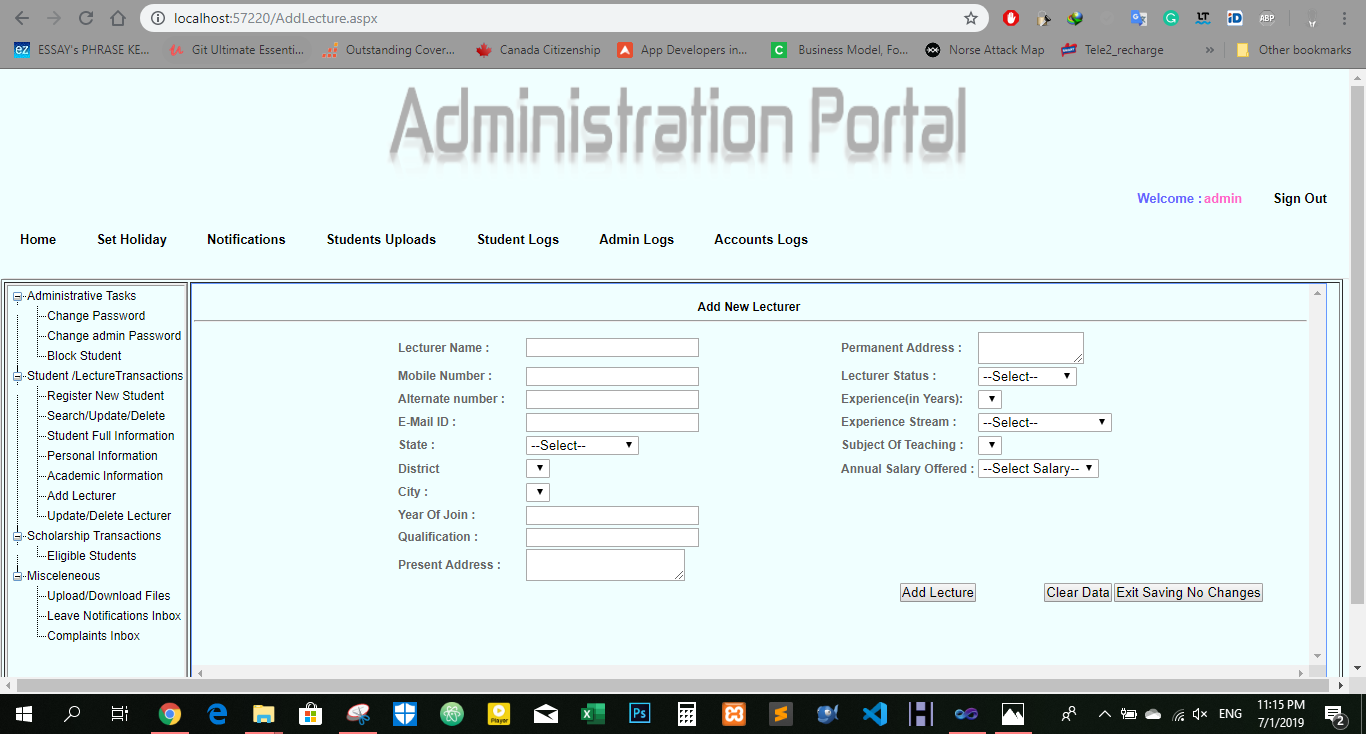 localhost:57220/AddLecture.aspx
ESSAY's PHRASE KE... Git Ultimate Essenti... Outstanding Cover... Canada Citizenship App Developers in... Business Model, Fo... Norse Attack Map Tele2_recharge » Other bookmarks
Administration Portal
Welcome : admin Sign Out
Home Set Holiday Notifications Students Uploads Student Logs Admin Logs Accounts Logs
Administrative Tasks
Change Password
Change admin Password
Block Student
Student /LectureTransactions
Register New Student
Search/Update/Delete
Student Full Information
Personal Information
Academic Information
Add Lecturer
Update/Delete Lecturer
Scholarship Transactions
Eligible Students
Misceleneous
Upload/Download Files
Leave Notifications Inbox
Complaints Inbox
Add New Lecturer
Lecturer Name :
Mobile Number :
Alternate number :
E-Mail ID :
State : --Select--
District
City :
Year Of Join :
Qualification :
Present Address :
Permanent Address :
Lecturer Status : --Select--
Experience(in Years):
Experience Stream : --Select--
Subject Of Teaching :
Annual Salary Offered : --Select Salary--
Add Lecture Clear Data Exit Saving No Changes
ENG
11:15 PM
7/1/2019
2